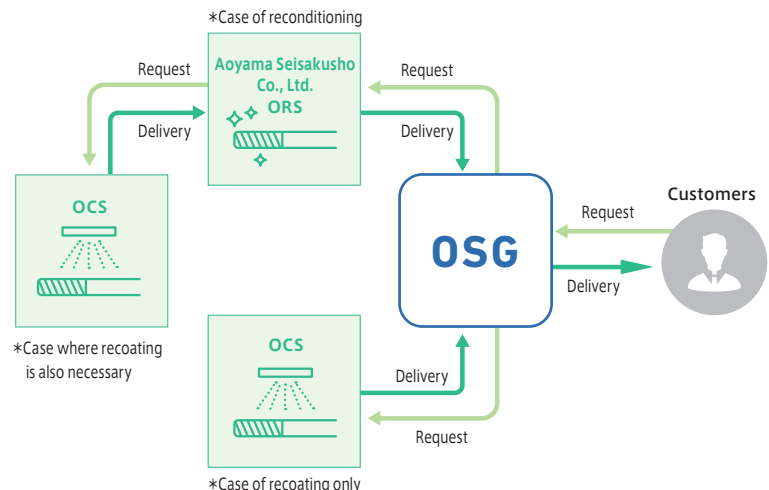 *Case of reconditioning
Aoyama Seisakusho
Co., Ltd.
ORS
Request
Delivery
Request
Delivery
OCS
*Case where recoating
is also necessary
OSG
Customers
Request
Delivery
OCS
Delivery
Request
*Case of recoating only